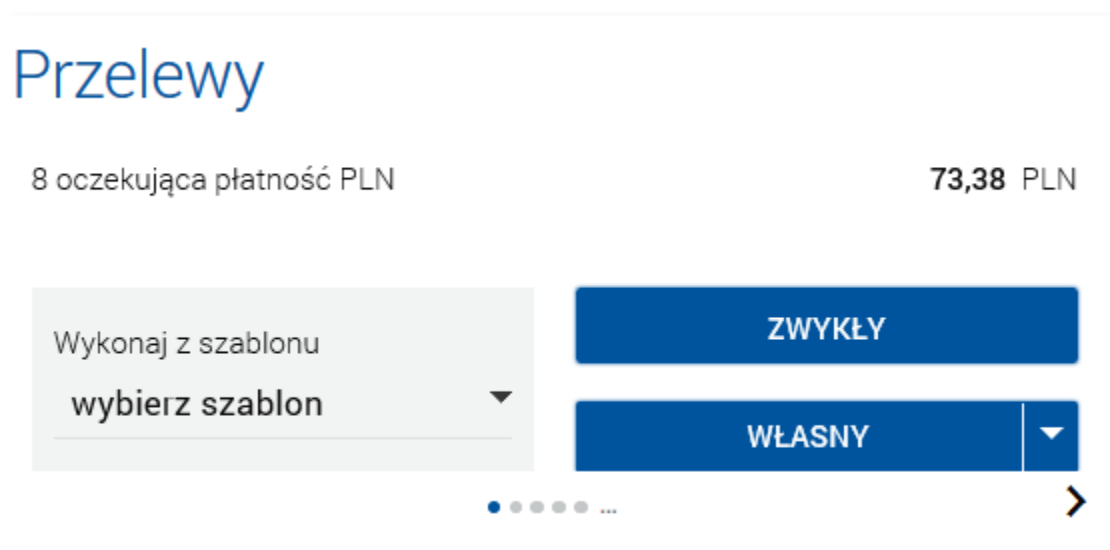 Przelewy
8 oczekująca płatność PLN
73,38 PLN
Wykonaj z szablonu
wybierz szablon
ZWYKŁY
WŁASNY
...